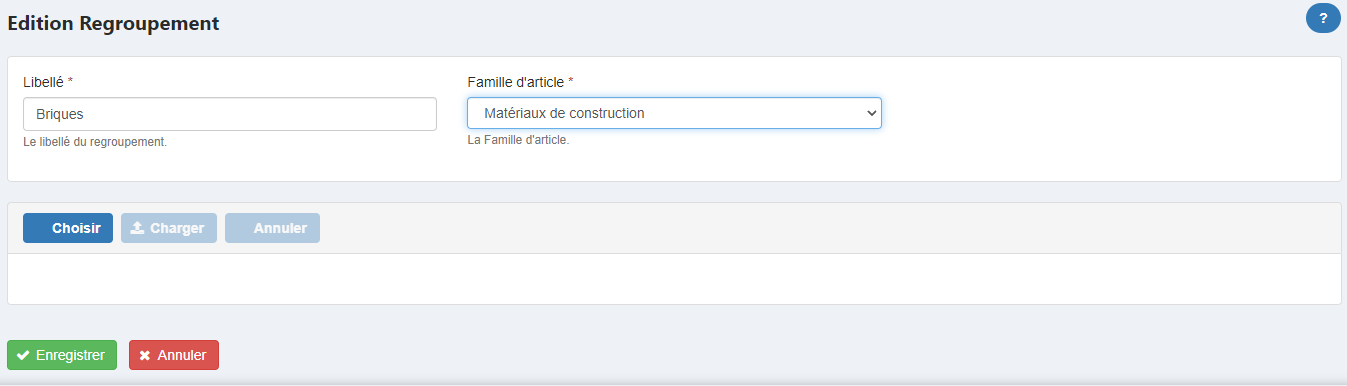 Edition Regroupement
?
Libellé * Famille d'article *
Briques Matériaux de construction
Le libellé du regroupement. La Famille d'article.
Choisir Charger Annuler
Enregistrer Annuler